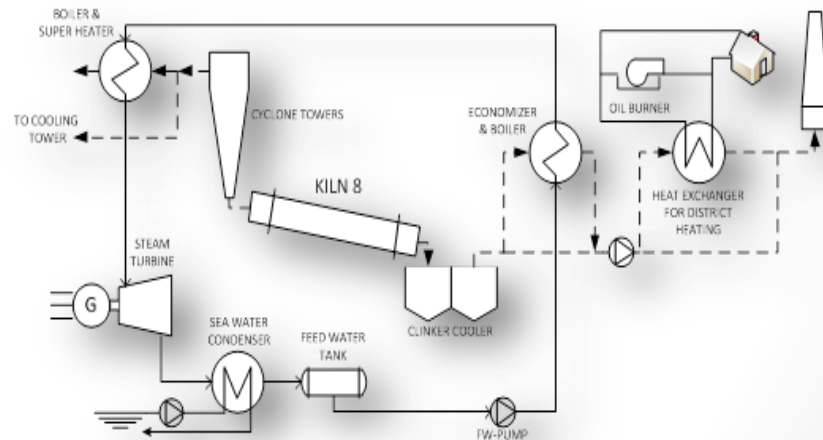 BOILER &
SUPER HEATER
TO COOLING
TOWER
CYCLONE TOWERS
ECONOMIZER
& BOILER
OIL BURNER
HEAT EXCHANGER
FOR DISTRICT
HEATING
KILN 8
STEAM
TURBINE
G
SEA WATER
CONDENSER
FEED WATER
TANK
CLINKER COOLER
FW-PUMP